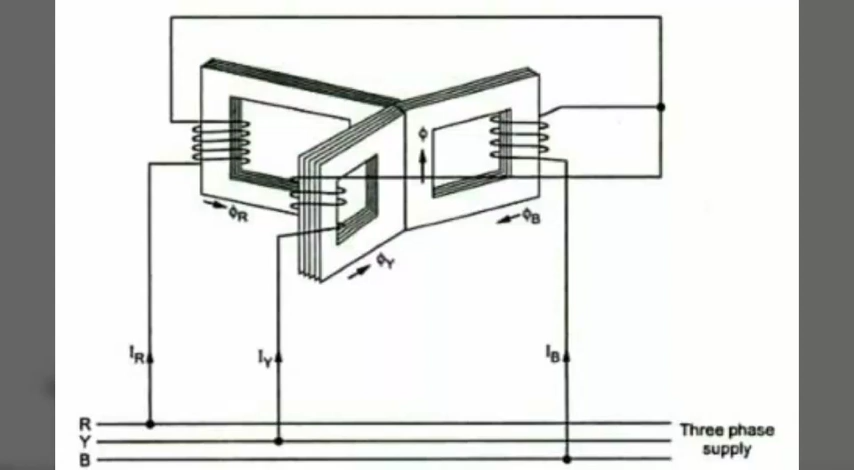 ϕ
ϕR
ϕB
ϕY
IR
IY
IB
R
Y
B
Three phase
supply